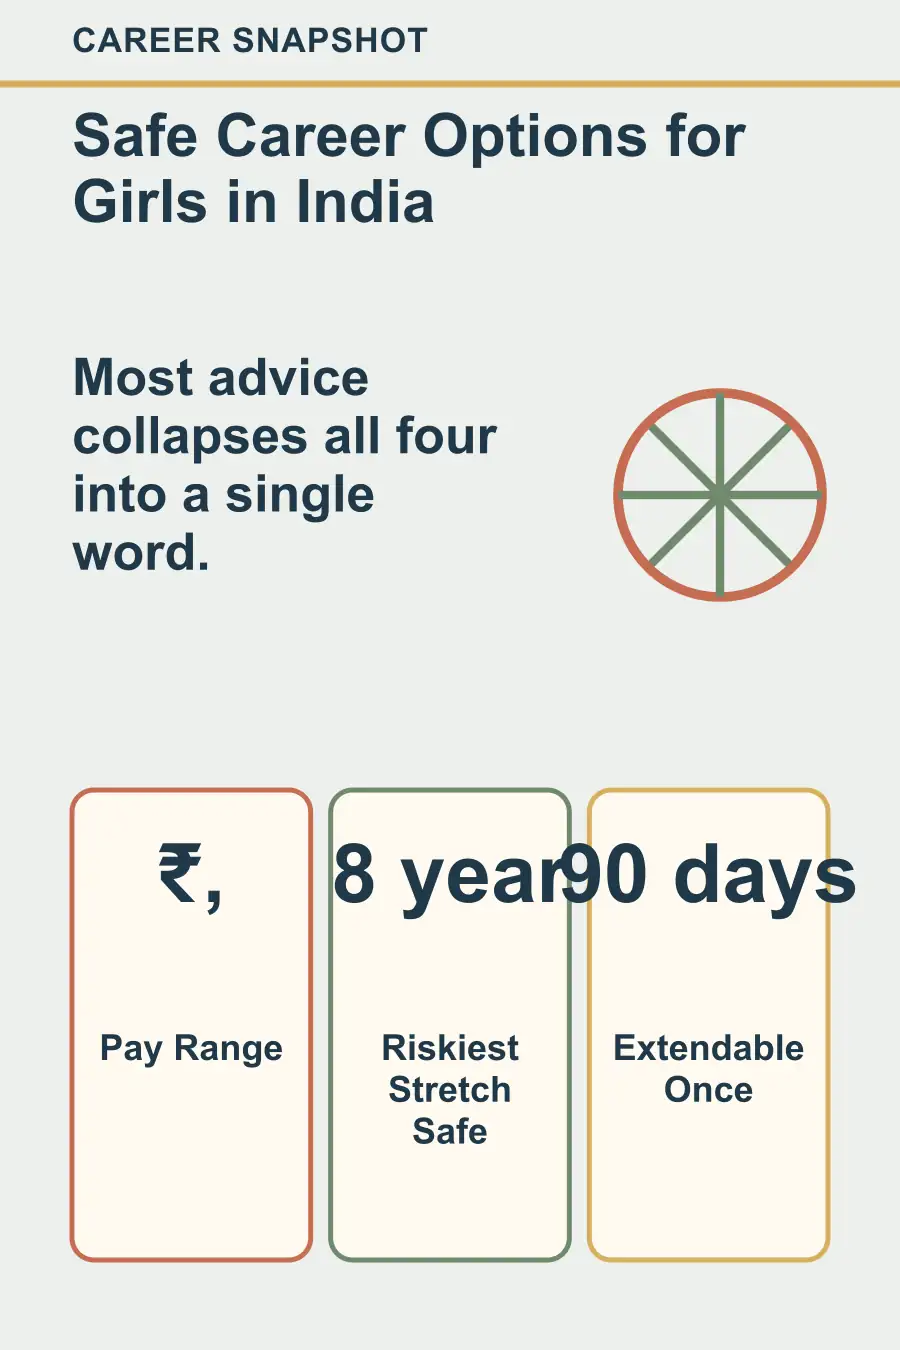 CAREER SNAPSHOT
Safe Career Options for
Girls in India
Most advice
collapses all four
into a single
word.
₹,
8 year
90 days
Pay Range
Riskiest
Stretch
Safe
Extendable
Once